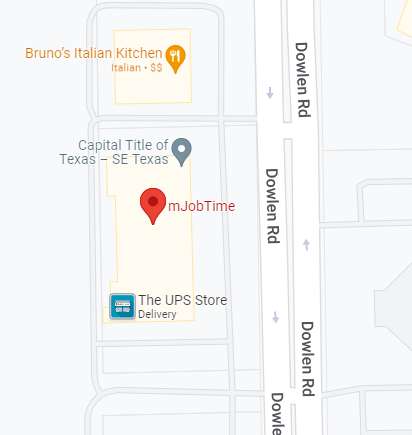 Bruno's Italian Kitchen
Italian • $$
Dowlen Rd
Capital Title of
Texas – SE Texas
Dowlen Rd
mJobTime
The UPS Store
Delivery
Dowlen Rd
Dowle